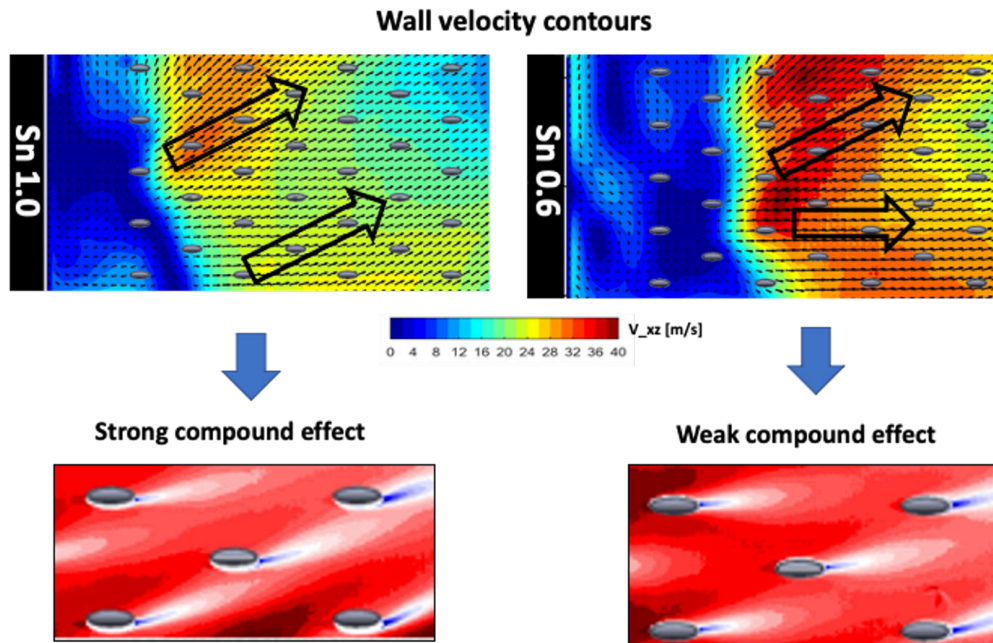 Wall velocity contours
Sn 1.0
Sn 0.6
V_xz [m/s]
0 4 8 12 16 20 24 28 32 36 40
Strong compound effect
Weak compound effect